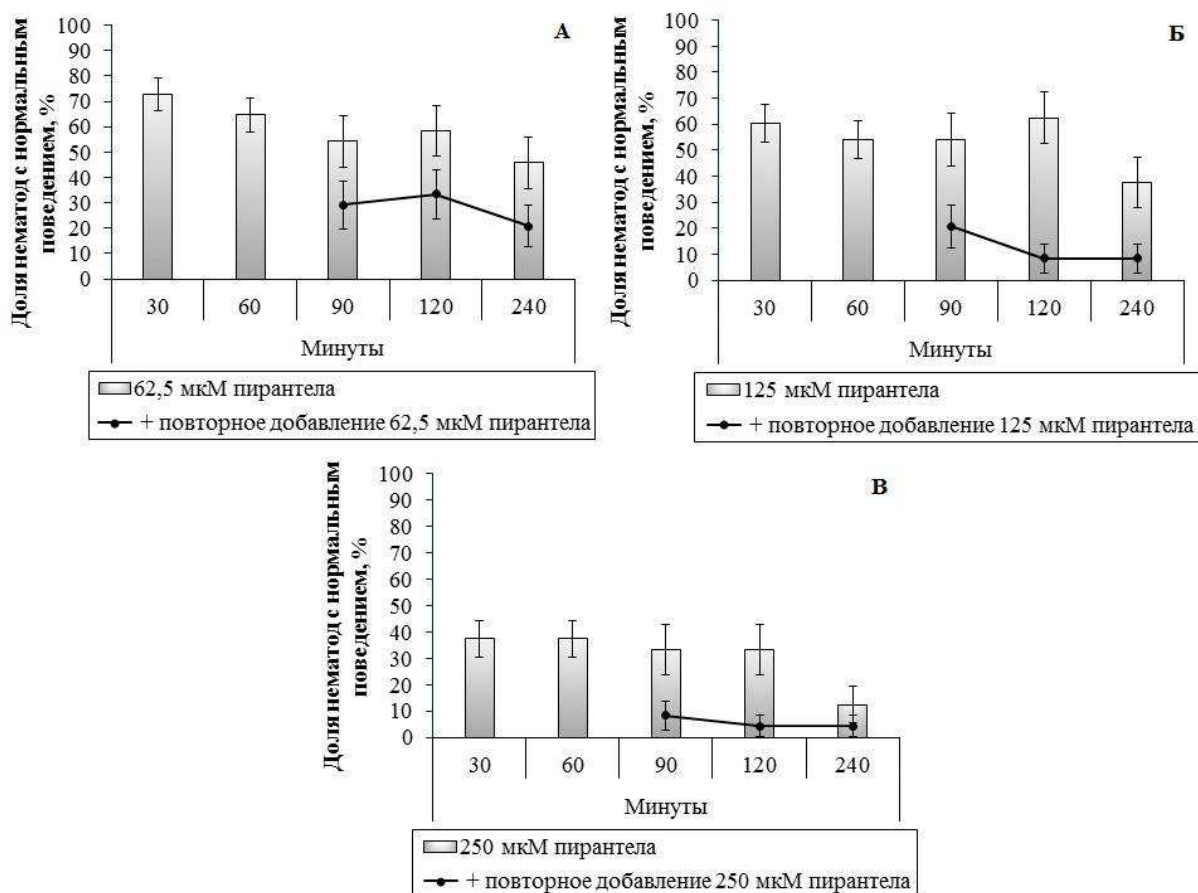 А
Доля нематод с нормальным
поведением, %
100
90
80
70
60
50
40
30
20
10
0
30 60 90 120 240
Минуты
62,5 мкМ пирантела
+ повторное добавление 62,5 мкМ пирантела
Б
Доля нематод с нормальным
поведением, %
100
90
80
70
60
50
40
30
20
10
0
30 60 90 120 240
Минуты
125 мкМ пирантела
+ повторное добавление 125 мкМ пирантела
В
Доля нематод с нормальным
поведением, %
100
90
80
70
60
50
40
30
20
10
0
30 60 90 120 240
Минуты
250 мкМ пирантела
+ повторное добавление 250 мкМ пирантела